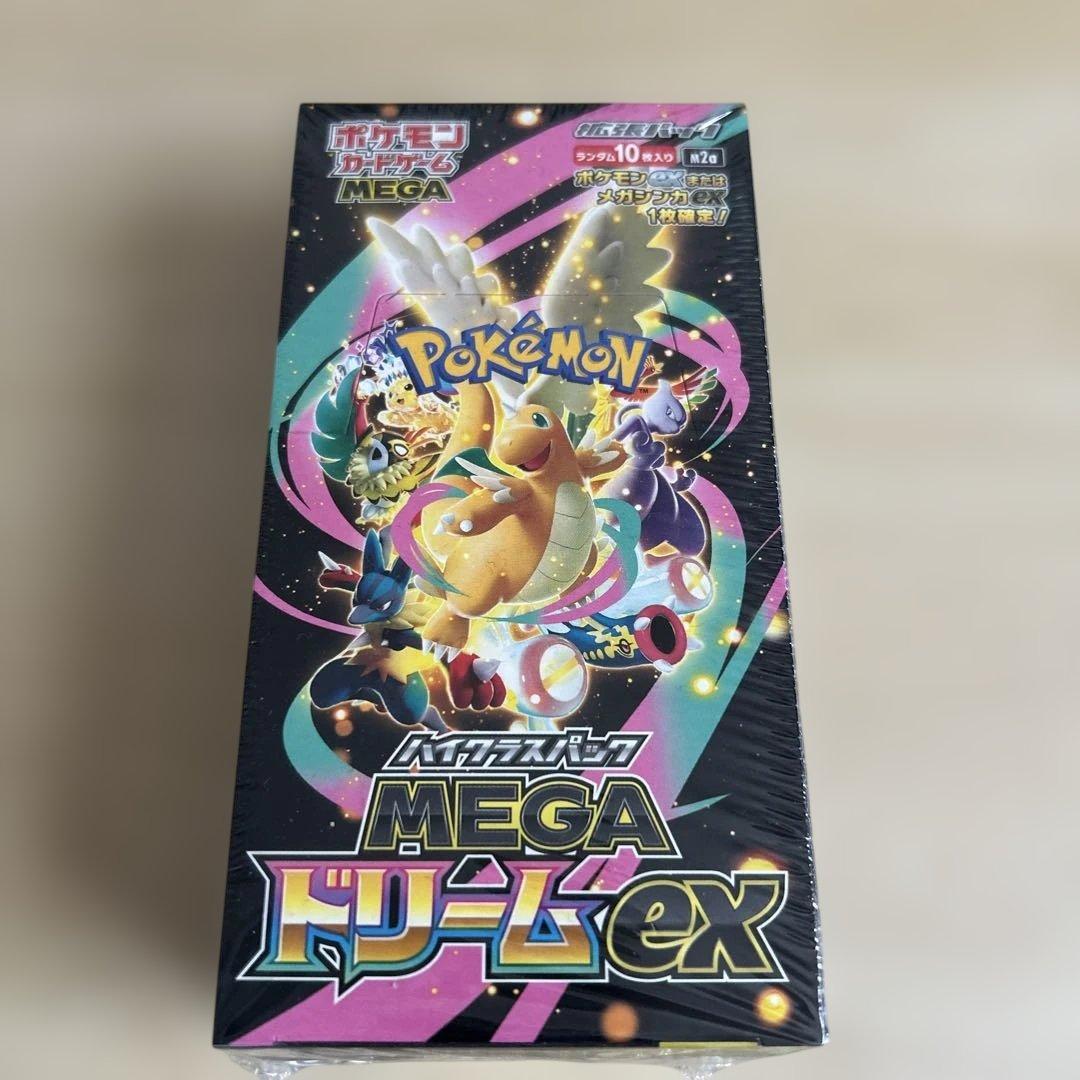 ポケモン
カードゲーム
MEGA
拡張パック
ランダム10枚入り M2a
ポケモンexまたは
メガシンカex
1枚確定!
POKéMON
TM
ハイクラスパック
MEGA
ドリームex